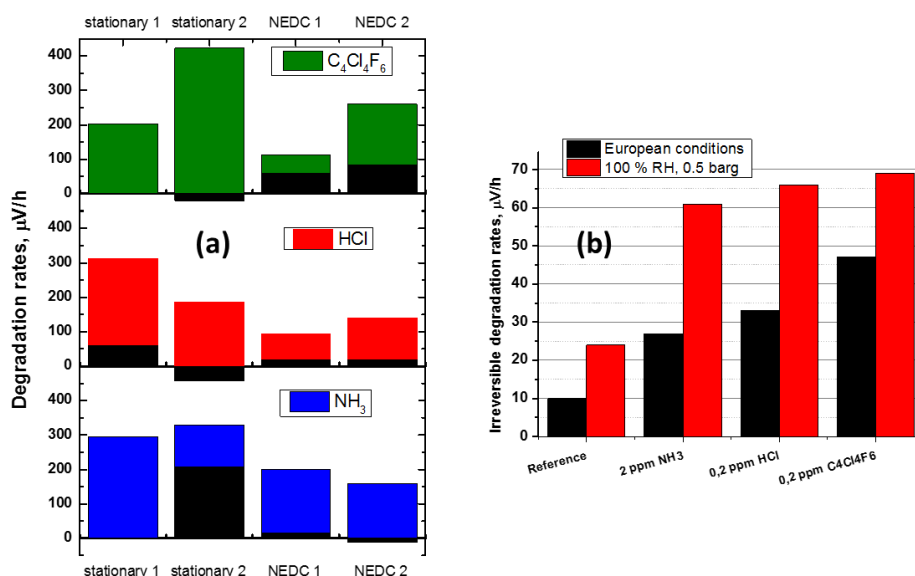 stationary 1 stationary 2 NEDC 1 NEDC 2
Degradation rates, µV/h
400
300
200
100
0
C₄Cl₄F₆
(a)
HCl
300
200
100
0
NH₃
400
300
200
100
0
stationary 1 stationary 2 NEDC 1 NEDC 2
Irreversible degradation rates, µV/h
European conditions
100 % RH, 0.5 barg
(b)
70
60
50
40
30
20
10
0
Reference
2 ppm NH3
0,2 ppm HCl
0,2 ppm C4Cl4F6